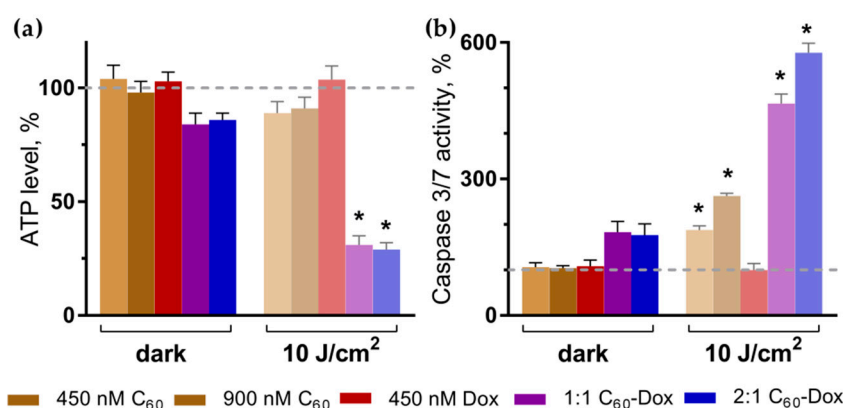 (a)
ATP level, %
100
50
0
dark
10 J/cm²
(b)
Caspase 3/7 activity, %
600
300
0
* * * * * *
dark
10 J/cm²
450 nM C₆₀ 900 nM C₆₀ 450 nM Dox 1:1 C₆₀-Dox 2:1 C₆₀-Dox